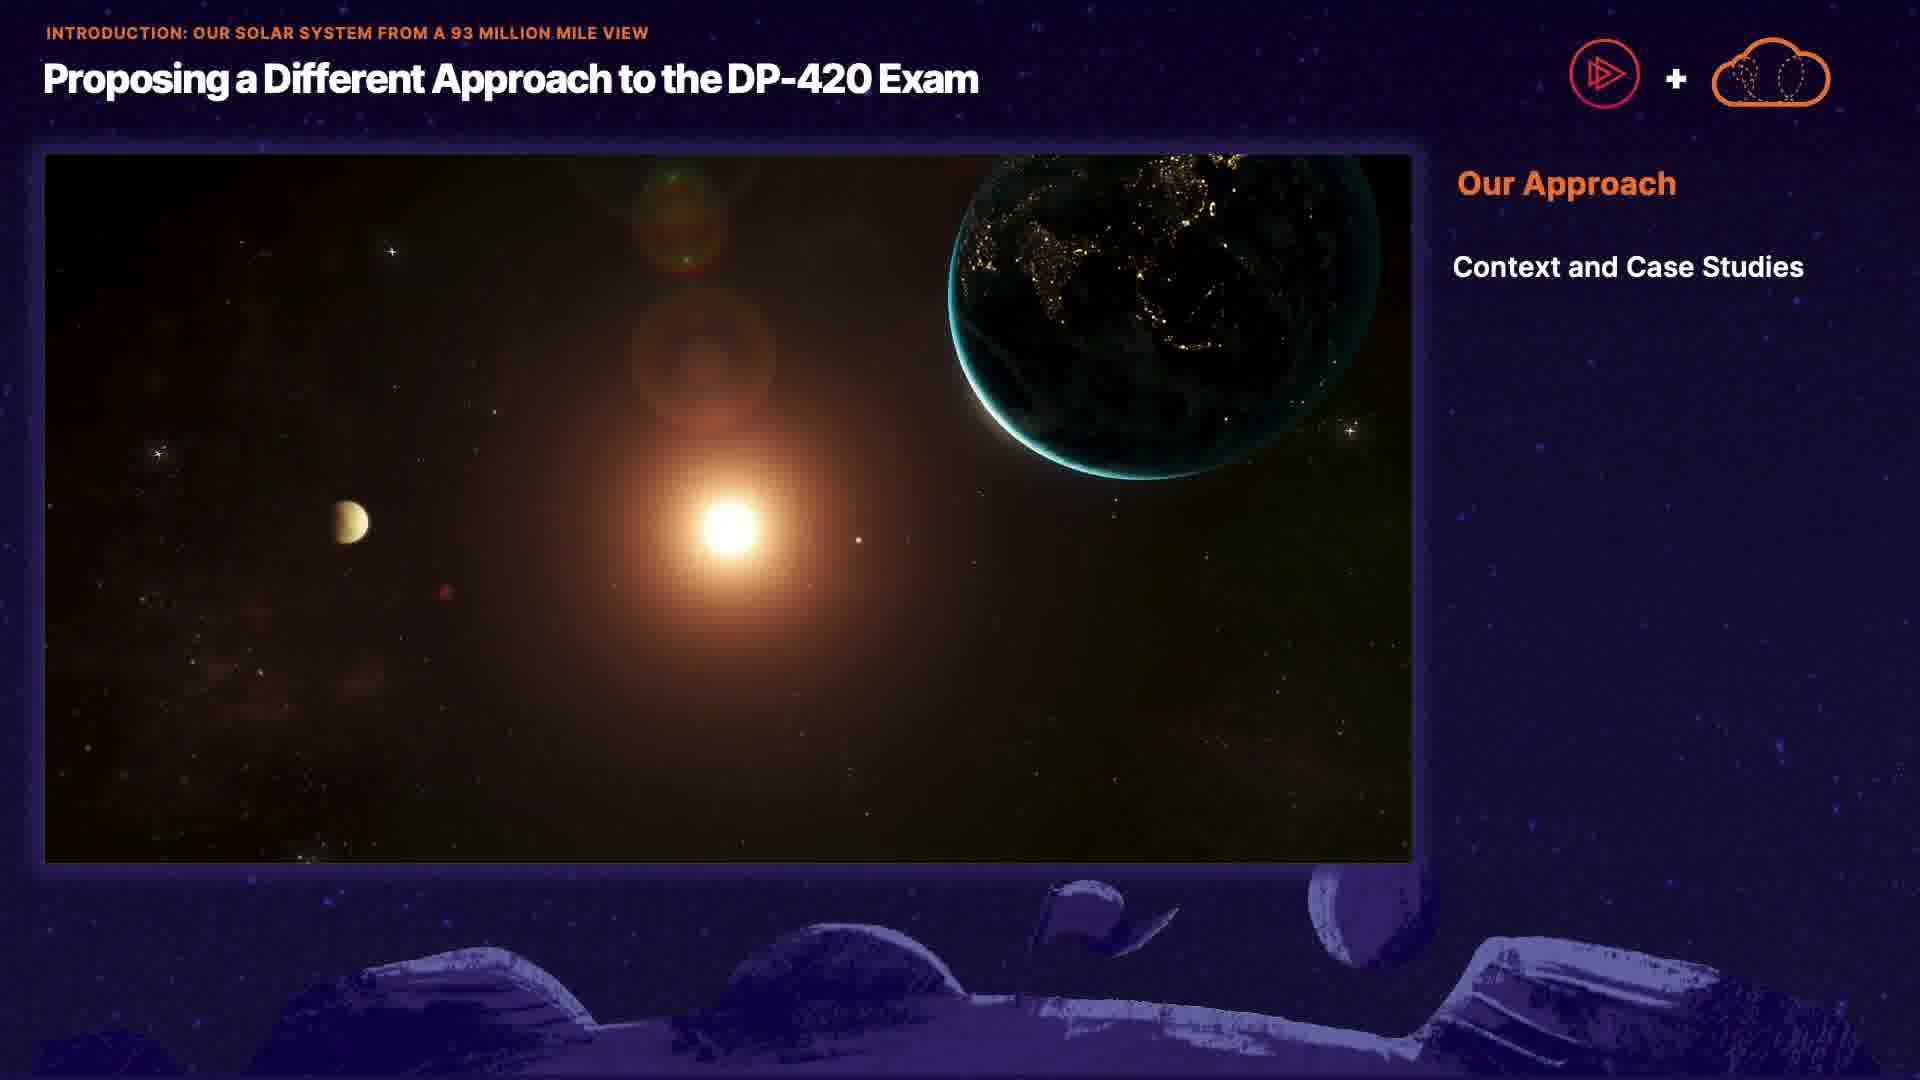 INTRODUCTION: OUR SOLAR SYSTEM FROM A 93 MILLION MILE VIEW
Proposing a Different Approach to the DP-420 Exam
+
Our Approach
Context and Case Studies